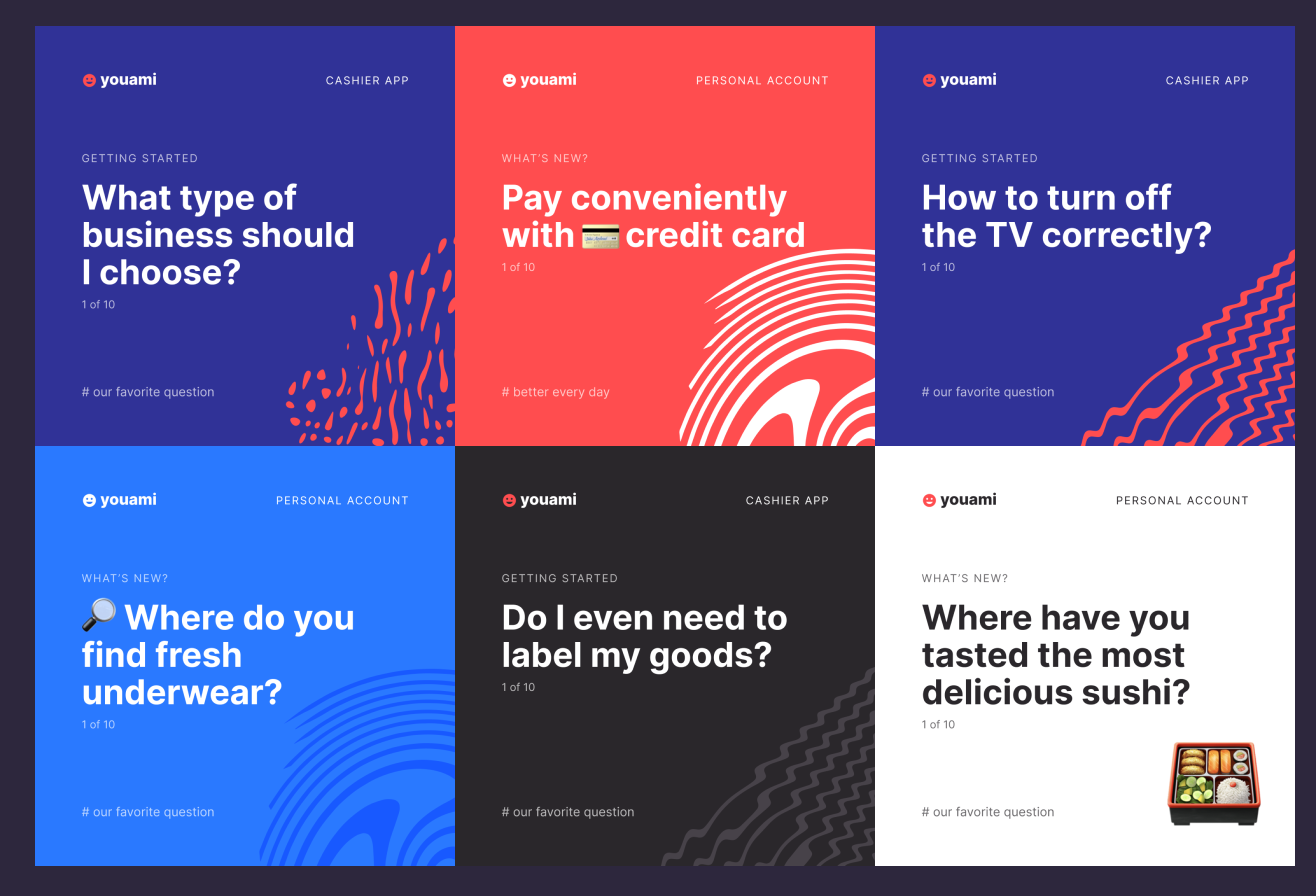 youami
CASHIER APP
GETTING STARTED
What type of
business should
I choose?
1 of 10
# our favorite question
youami
PERSONAL ACCOUNT
WHAT'S NEW?
Pay conveniently
with 💳 credit card
1 of 10
# better every day
youami
CASHIER APP
GETTING STARTED
How to turn off
the TV correctly?
1 of 10
# our favorite question
youami
PERSONAL ACCOUNT
WHAT'S NEW?
🔎 Where do you
find fresh
underwear?
1 of 10
# our favorite question
youami
CASHIER APP
GETTING STARTED
Do I even need to
label my goods?
1 of 10
# our favorite question
youami
PERSONAL ACCOUNT
WHAT'S NEW?
Where have you
tasted the most
delicious sushi?
1 of 10
# our favorite question